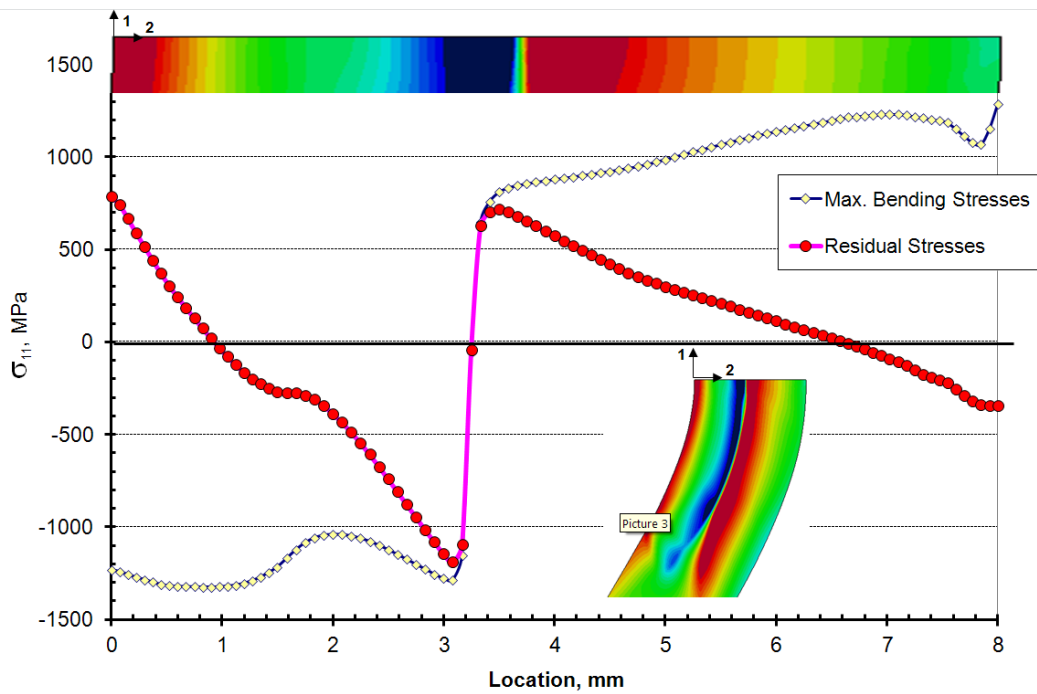 1
2
1500
1000
500
0
-500
-1000
-1500
σ11, MPa
Max. Bending Stresses
Residual Stresses
1
2
Picture 3
0 1 2 3 4 5 6 7 8
Location, mm